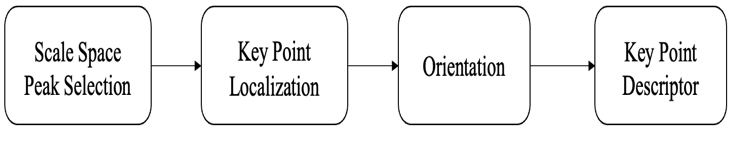 Scale Space
Peak Selection
Key Point
Localization
Orientation
Key Point
Descriptor